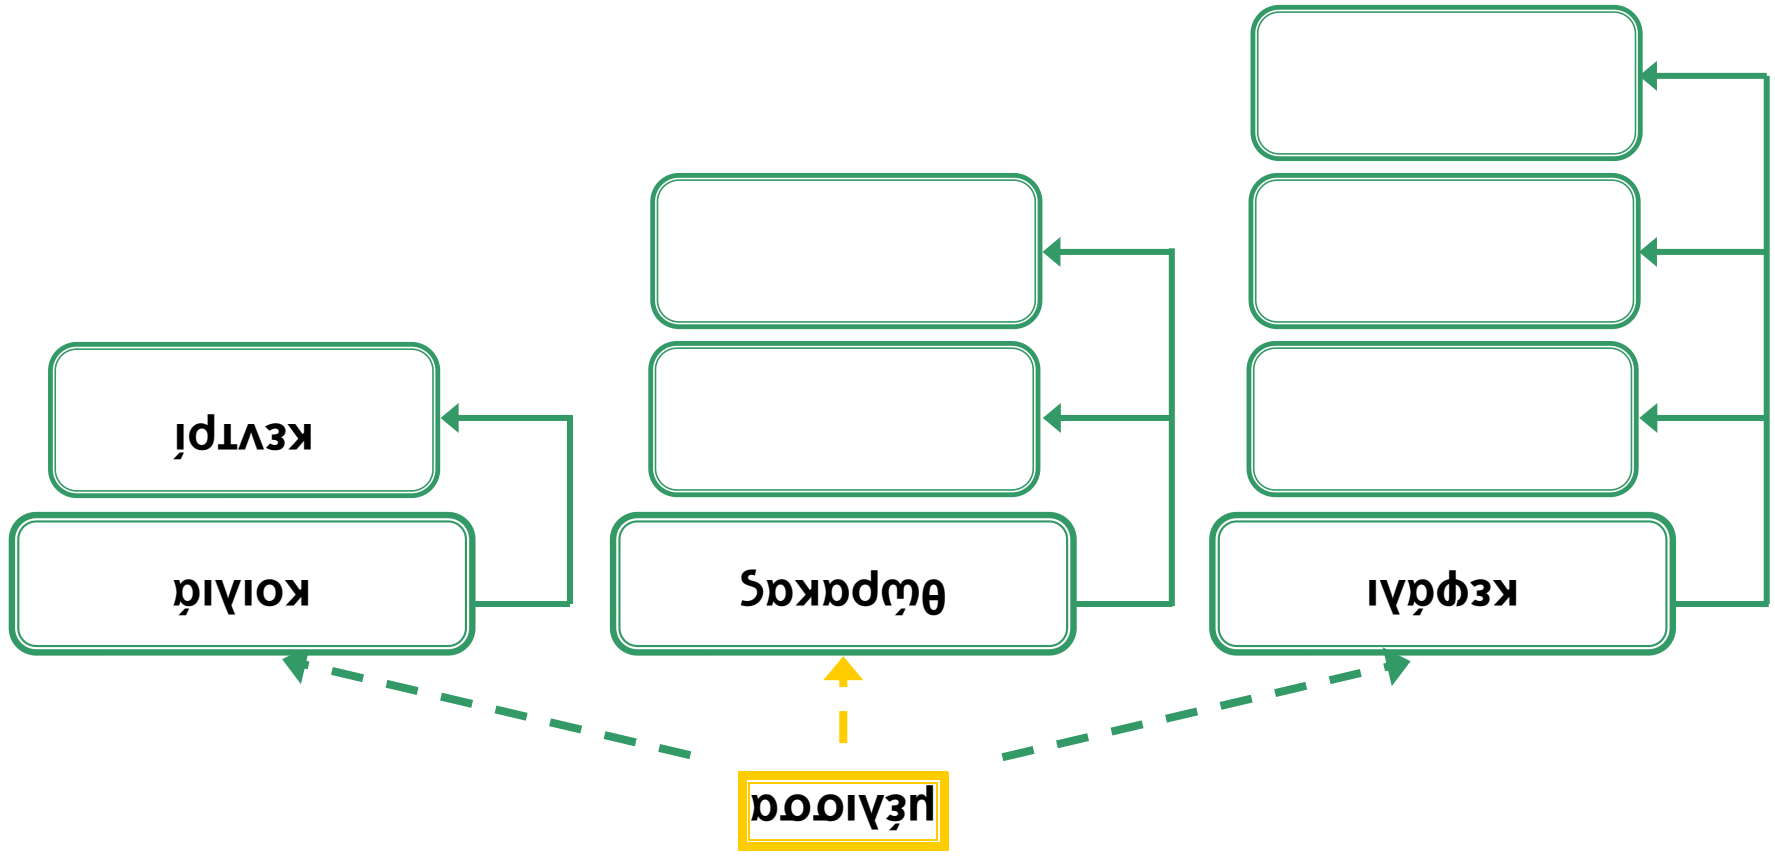 μέλισσα
κεφάλι
θώρακας
κοιλιά
κεντρί